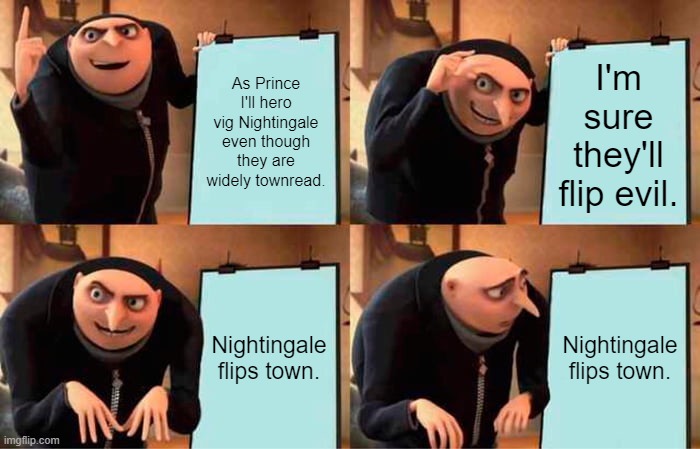 As Prince
I'll hero
vig Nightingale
even though
they are
widely townread.
I'm
sure
they'll
flip evil.
Nightingale
flips town.
Nightingale
flips town.
imgflip.com